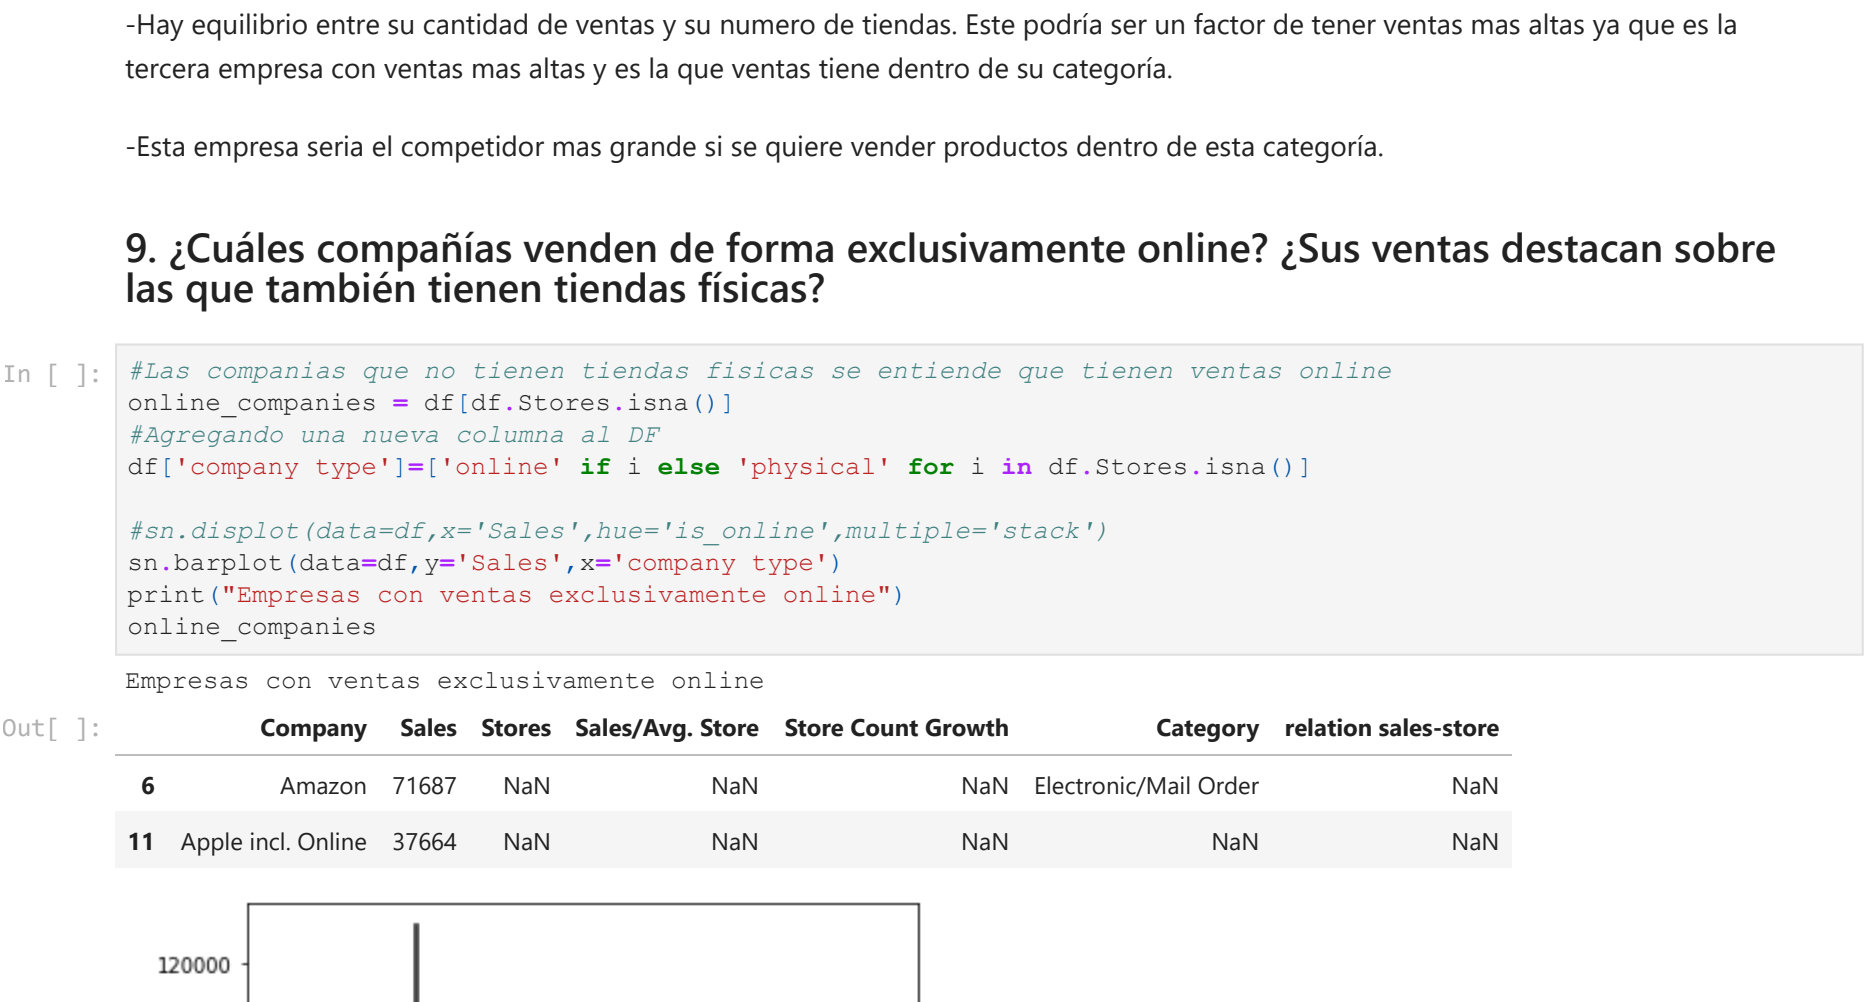 -Hay equilibrio entre su cantidad de ventas y su numero de tiendas. Este podría ser un factor de tener ventas mas altas ya que es la
tercera empresa con ventas mas altas y es la que ventas tiene dentro de su categoría.
-Esta empresa seria el competidor mas grande si se quiere vender productos dentro de esta categoría.
9. ¿Cuáles compañías venden de forma exclusivamente online? ¿Sus ventas destacan sobre
las que también tienen tiendas físicas?
In [ ]: #Las companias que no tienen tiendas fisicas se entiende que tienen ventas online
online_companies = df[df.Stores.isna()]
#Agregando una nueva columna al DF
df['company type']=['online' if i else 'physical' for i in df.Stores.isna()]
#sn.displot(data=df,x='Sales',hue='is_online',multiple='stack')
sn.barplot(data=df,y='Sales',x='company type')
print("Empresas con ventas exclusivamente online")
online_companies
Empresas con ventas exclusivamente online
Out[ ]: Company Sales Stores Sales/Avg. Store Store Count Growth Category relation sales-store
6 Amazon 71687 NaN NaN NaN Electronic/Mail Order NaN
11 Apple incl. Online 37664 NaN NaN NaN NaN NaN
120000